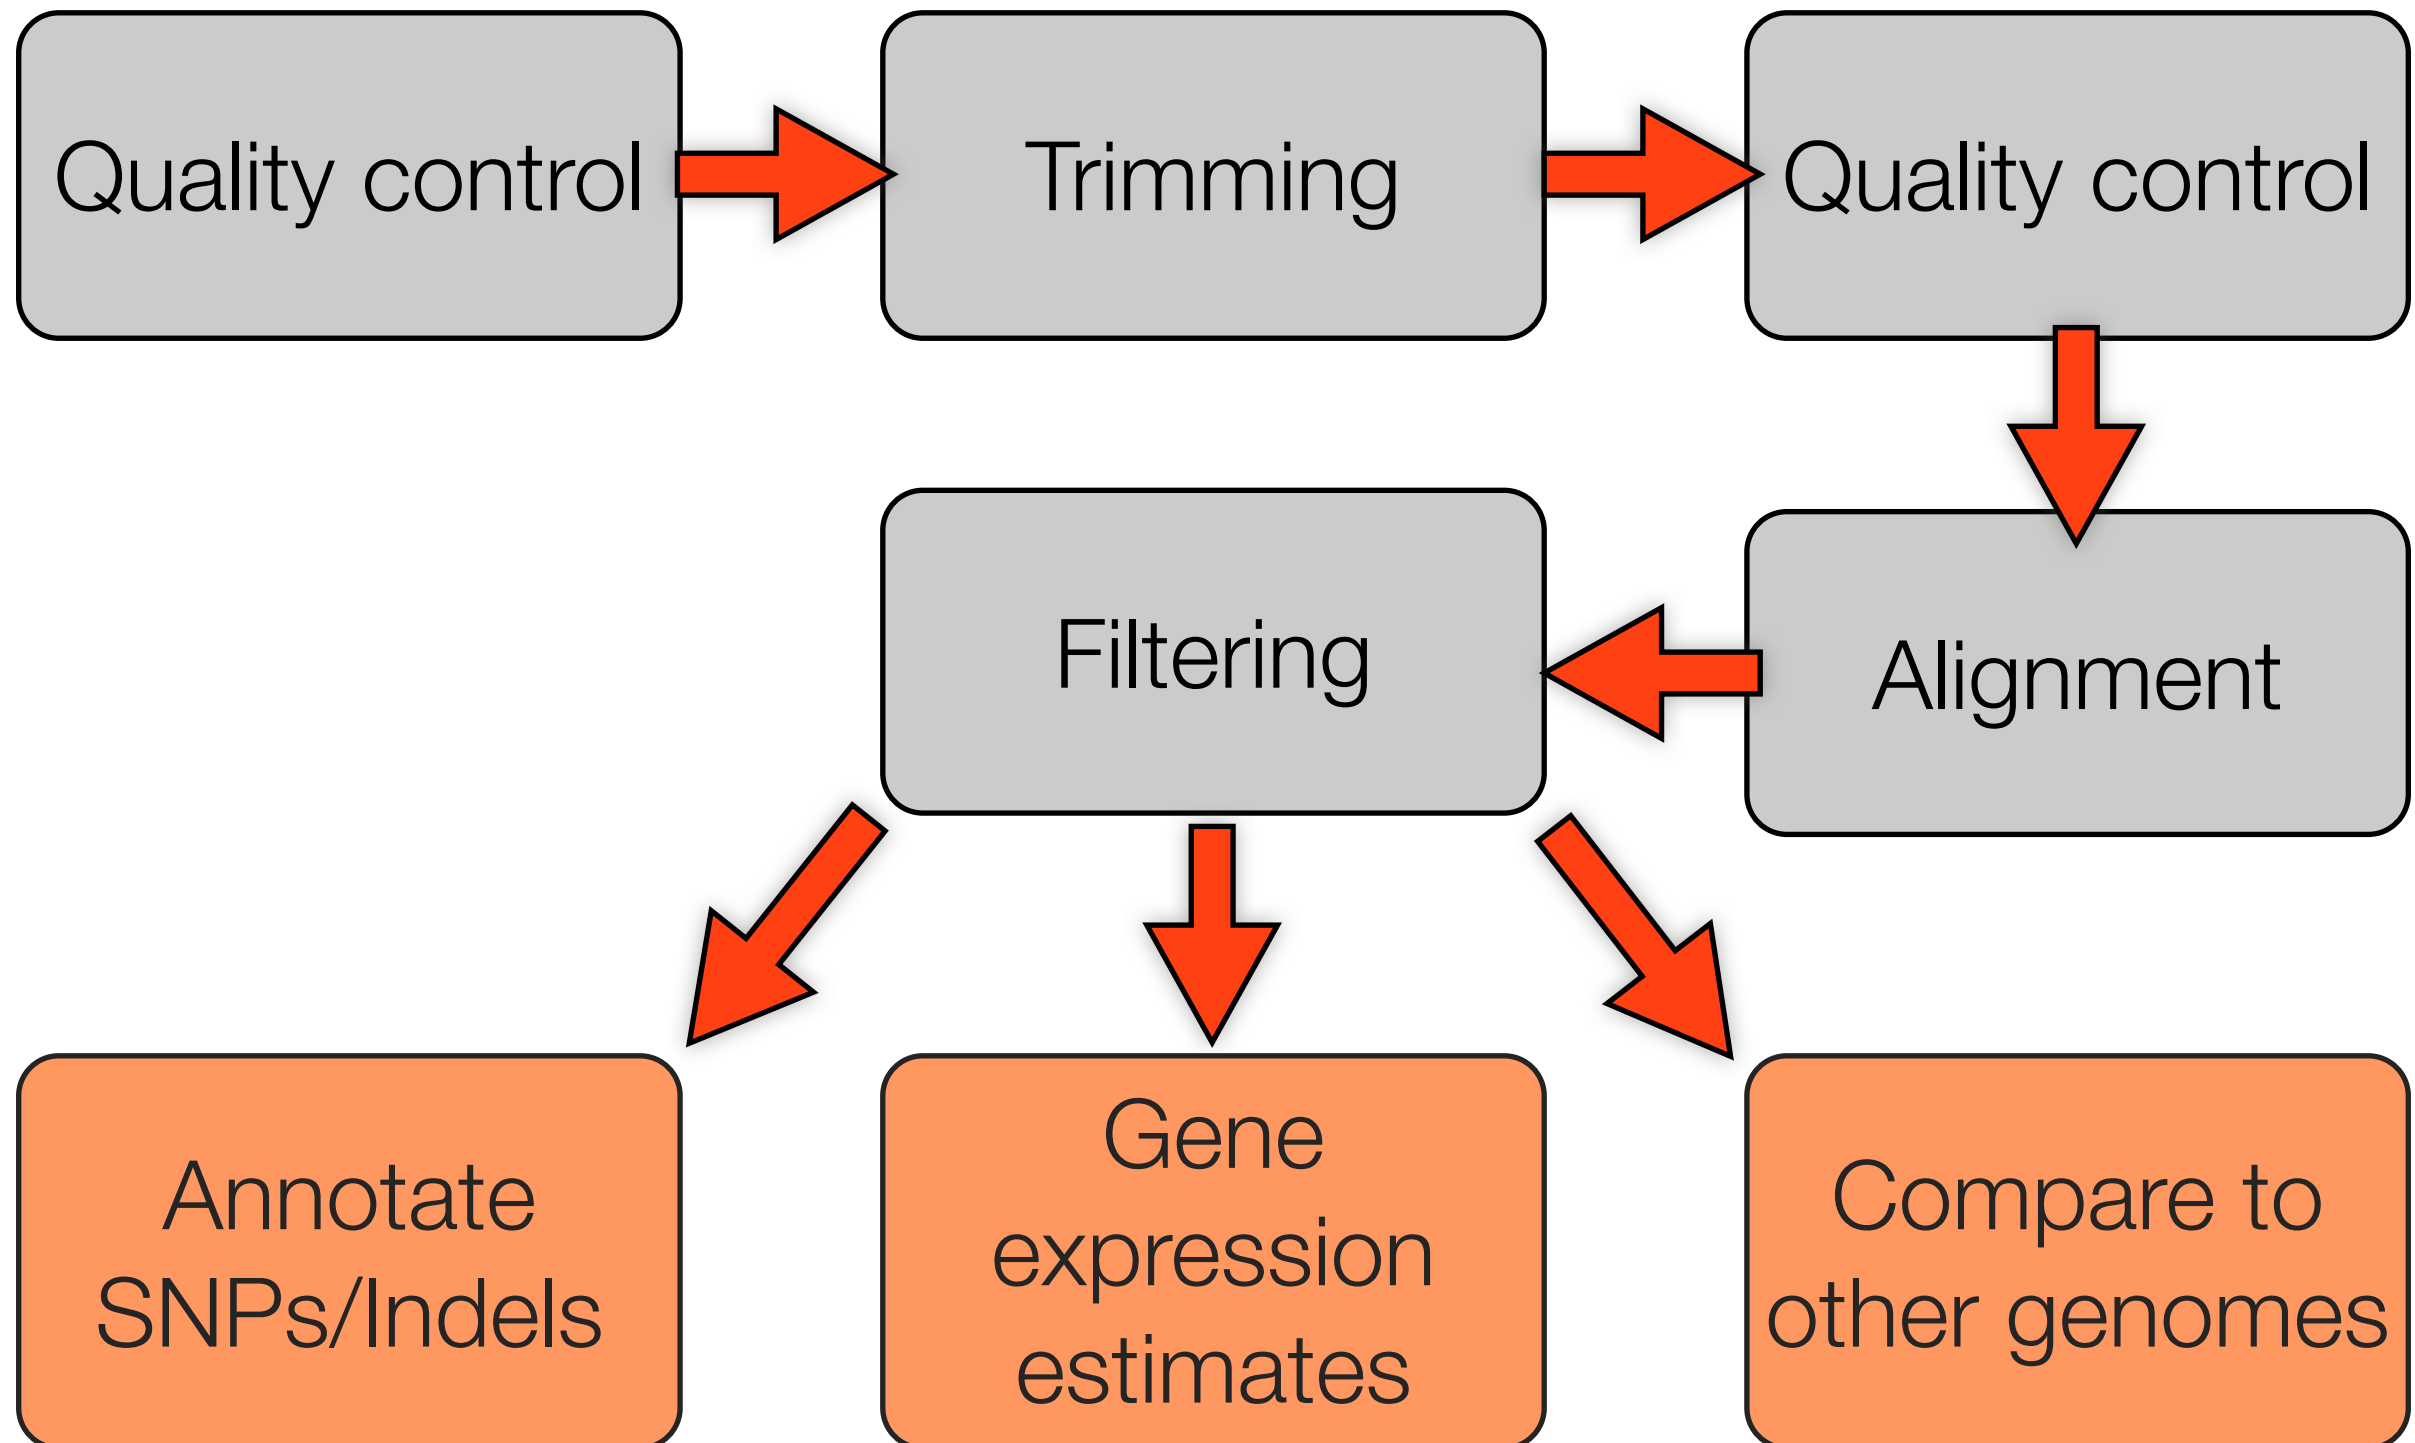 Quality control
Trimming
Quality control
Filtering
Alignment
Annotate
SNPs/Indels
Gene
expression
estimates
Compare to
other genomes